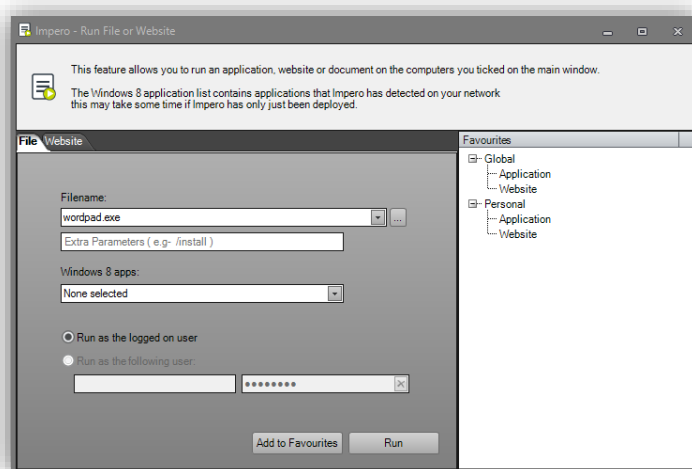 Impero - Run File or Website
This feature allows you to run an application, website or document on the computers you ticked on the main window.
The Windows 8 application list contains applications that Impero has detected on your network
this may take some time if Impero has only just been deployed.
File Website
Filename:
wordpad.exe
...
Extra Parameters ( e.g- /install )
Windows 8 apps:
None selected
Run as the logged on user
Run as the following user:
Add to Favourites Run
Favourites
Global
Application
Website
Personal
Application
Website